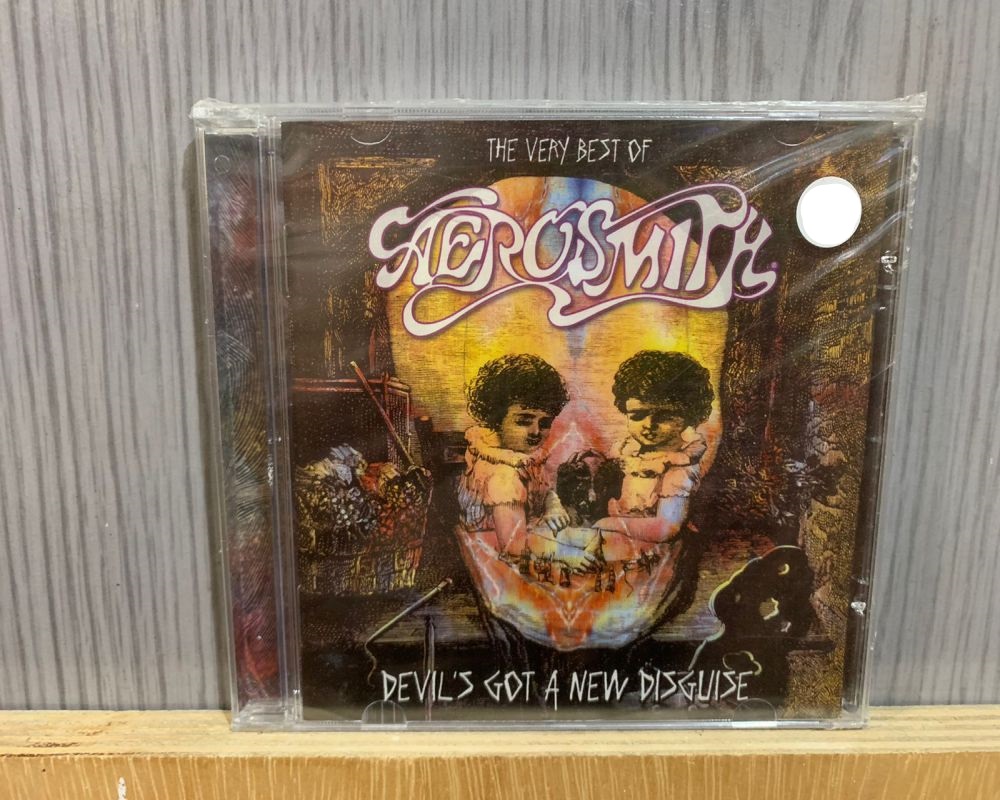 THE VERY BEST OF
AEROSMITH
DEVIL'S GOT A NEW DISGUISE